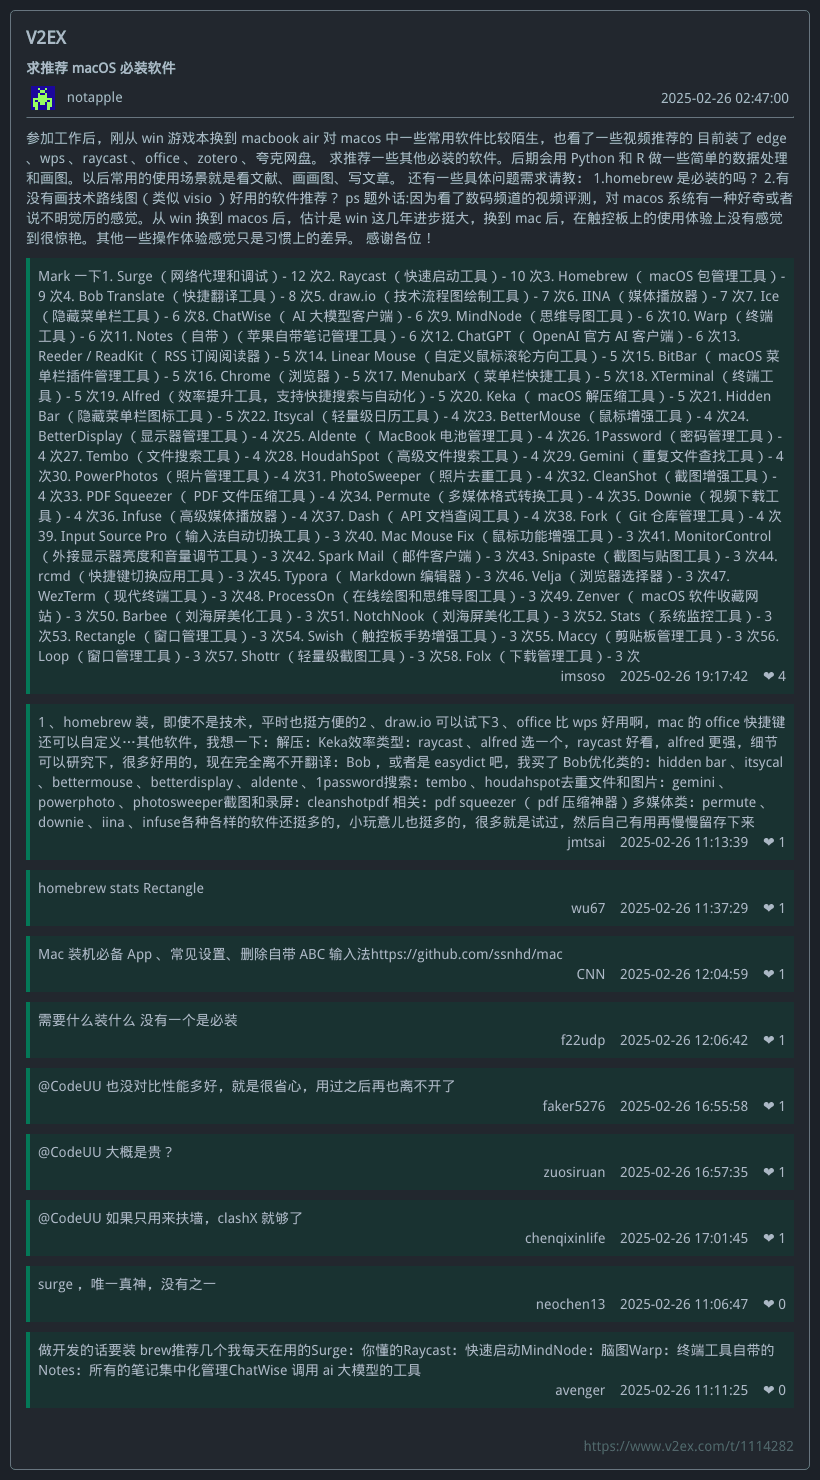 V2EX
求推荐 macOS 必装软件
notapple 2025-02-26 02:47:00
参加工作后，刚从 win 游戏本换到 macbook air 对 macos 中一些常用软件比较陌生，也看了一些视频推荐的 目前装了 edge
、wps 、raycast 、office 、zotero 、夸克网盘。 求推荐一些其他必装的软件。后期会用 Python 和 R 做一些简单的数据处理
和画图。以后常用的使用场景就是看文献、画画图、写文章。 还有一些具体问题需求请教： 1.homebrew 是必装的吗？ 2.有
没有画技术路线图（ 类似 visio ）好用的软件推荐？ ps 题外话:因为看了数码频道的视频评测，对 macos 系统有一种好奇或者
说不明觉厉的感觉。从 win 换到 macos 后，估计是 win 这几年进步挺大，换到 mac 后，在触控板上的使用体验上没有感觉
到很惊艳。其他一些操作体验感觉只是习惯上的差异。 感谢各位！
Mark 一下1. Surge （ 网络代理和调试 ）- 12 次2. Raycast （ 快速启动工具 ）- 10 次3. Homebrew （ macOS 包管理工具 ）-
9 次4. Bob Translate （ 快捷翻译工具 ）- 8 次5. draw.io （ 技术流程图绘制工具 ）- 7 次6. IINA （ 媒体播放器 ）- 7 次7. Ice
（ 隐藏菜单栏工具 ）- 6 次8. ChatWise （ AI 大模型客户端 ）- 6 次9. MindNode （ 思维导图工具 ）- 6 次10. Warp （ 终端
工具 ）- 6 次11. Notes （ 自带 ）（ 苹果自带笔记管理工具 ）- 6 次12. ChatGPT （ OpenAI 官方 AI 客户端 ）- 6 次13.
Reeder / ReadKit （ RSS 订阅阅读器 ）- 5 次14. Linear Mouse （ 自定义鼠标滚轮方向工具 ）- 5 次15. BitBar （ macOS 菜
单栏插件管理工具 ）- 5 次16. Chrome （ 浏览器 ）- 5 次17. MenubarX （ 菜单栏快捷工具 ）- 5 次18. XTerminal （ 终端工
具 ）- 5 次19. Alfred （ 效率提升工具，支持快捷搜索与自动化 ）- 5 次20. Keka （ macOS 解压缩工具 ）- 5 次21. Hidden
Bar （ 隐藏菜单栏图标工具 ）- 5 次22. Itsycal （ 轻量级日历工具 ）- 4 次23. BetterMouse （ 鼠标增强工具 ）- 4 次24.
BetterDisplay （ 显示器管理工具 ）- 4 次25. Aldente （ MacBook 电池管理工具 ）- 4 次26. 1Password （ 密码管理工具 ）-
4 次27. Tembo （ 文件搜索工具 ）- 4 次28. HoudahSpot （ 高级文件搜索工具 ）- 4 次29. Gemini （ 重复文件查找工具 ）- 4
次30. PowerPhotos （ 照片管理工具 ）- 4 次31. PhotoSweeper （ 照片去重工具 ）- 4 次32. CleanShot （ 截图增强工具 ）-
4 次33. PDF Squeezer （ PDF 文件压缩工具 ）- 4 次34. Permute （ 多媒体格式转换工具 ）- 4 次35. Downie （ 视频下载工
具 ）- 4 次36. Infuse （ 高级媒体播放器 ）- 4 次37. Dash （ API 文档查阅工具 ）- 4 次38. Fork （ Git 仓库管理工具 ）- 4 次
39. Input Source Pro （ 输入法自动切换工具 ）- 3 次40. Mac Mouse Fix （ 鼠标功能增强工具 ）- 3 次41. MonitorControl
（ 外接显示器亮度和音量调节工具 ）- 3 次42. Spark Mail （ 邮件客户端 ）- 3 次43. Snipaste （ 截图与贴图工具 ）- 3 次44.
rcmd （ 快捷键切换应用工具 ）- 3 次45. Typora （ Markdown 编辑器 ）- 3 次46. Velja （ 浏览器选择器 ）- 3 次47.
WezTerm （ 现代终端工具 ）- 3 次48. ProcessOn （ 在线绘图和思维导图工具 ）- 3 次49. Zenver （ macOS 软件收藏网
站 ）- 3 次50. Barbee （ 刘海屏美化工具 ）- 3 次51. NotchNook （ 刘海屏美化工具 ）- 3 次52. Stats （ 系统监控工具 ）- 3
次53. Rectangle （ 窗口管理工具 ）- 3 次54. Swish （ 触控板手势增强工具 ）- 3 次55. Maccy （ 剪贴板管理工具 ）- 3 次56.
Loop （ 窗口管理工具 ）- 3 次57. Shottr （ 轻量级截图工具 ）- 3 次58. Folx （ 下载管理工具 ）- 3 次
imsoso 2025-02-26 19:17:42 ❤ 4
1 、homebrew 装，即使不是技术，平时也挺方便的2 、draw.io 可以试下3 、office 比 wps 好用啊，mac 的 office 快捷键
还可以自定义…其他软件，我想一下：解压：Keka效率类型：raycast 、alfred 选一个，raycast 好看，alfred 更强，细节
可以研究下，很多好用的，现在完全离不开翻译：Bob ，或者是 easydict 吧，我买了 Bob优化类的：hidden bar 、itsycal
、bettermouse 、betterdisplay 、aldente 、1password搜索：tembo 、houdahspot去重文件和图片：gemini 、
powerphoto 、photosweeper截图和录屏：cleanshotpdf 相关：pdf squeezer （ pdf 压缩神器 ）多媒体类：permute 、
downie 、iina 、infuse各种各样的软件还挺多的，小玩意儿也挺多的，很多就是试过，然后自己有用再慢慢留存下来
jmtsai 2025-02-26 11:13:39 ❤ 1
homebrew stats Rectangle
wu67 2025-02-26 11:37:29 ❤ 1
Mac 装机必备 App 、常见设置、删除自带 ABC 输入法https://github.com/ssnhd/mac
CNN 2025-02-26 12:04:59 ❤ 1
需要什么装什么 没有一个是必装
f22udp 2025-02-26 12:06:42 ❤ 1
@CodeUU 也没对比性能多好，就是很省心，用过之后再也离不开了
faker5276 2025-02-26 16:55:58 ❤ 1
@CodeUU 大概是贵？
zuosiruan 2025-02-26 16:57:35 ❤ 1
@CodeUU 如果只用来扶墙，clashX 就够了
chenqixinlife 2025-02-26 17:01:45 ❤ 1
surge ，唯一真神，没有之一
neochen13 2025-02-26 11:06:47 ❤ 0
做开发的话要装 brew推荐几个我每天在用的Surge：你懂的Raycast：快速启动MindNode：脑图Warp：终端工具自带的
Notes：所有的笔记集中化管理ChatWise 调用 ai 大模型的工具
avenger 2025-02-26 11:11:25 ❤ 0
https://www.v2ex.com/t/1114282